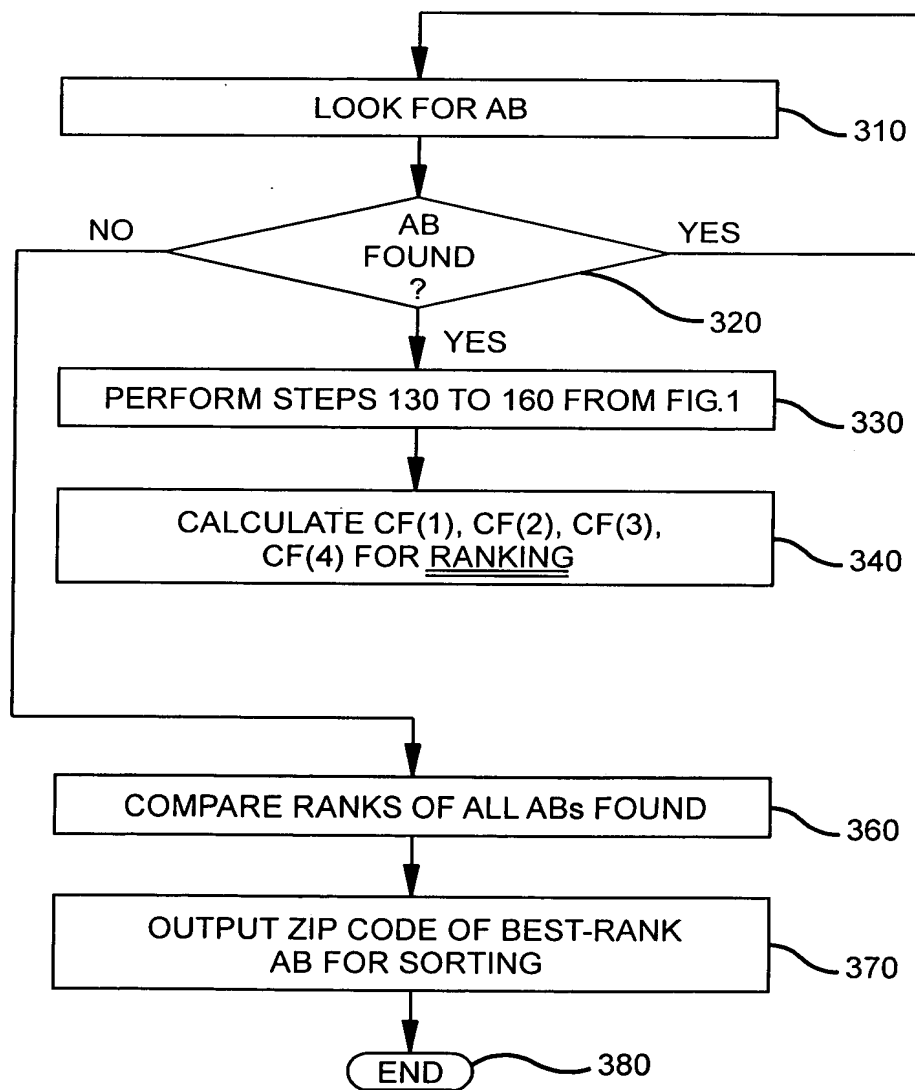 LOOK FOR AB
310
NO
AB
FOUND
?
YES
320
YES
PERFORM STEPS 130 TO 160 FROM FIG.1
330
CALCULATE CF(1), CF(2), CF(3),
CF(4) FOR RANKING
340
COMPARE RANKS OF ALL ABs FOUND
360
OUTPUT ZIP CODE OF BEST-RANK
AB FOR SORTING
370
END
380